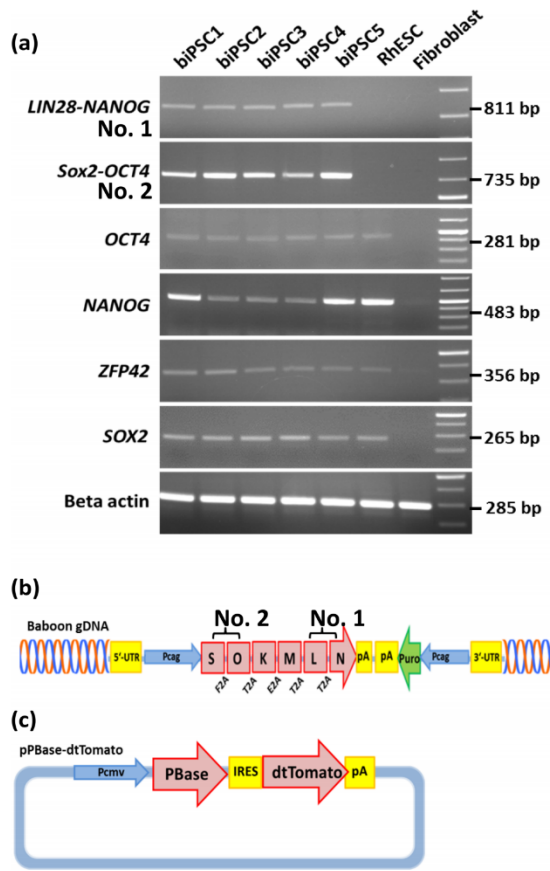 (a)
biPSC1 biPSC2 biPSC3 biPSC4 biPSC5 RhESC Fibroblast
LIN28-NANOG 811 bp
No. 1
Sox2-OCT4 735 bp
No. 2
OCT4 281 bp
NANOG 483 bp
ZFP42 356 bp
SOX2 265 bp
Beta actin 285 bp
(b)
No. 2 No. 1
Baboon gDNA
5'-UTR Pcag S O K M L N pA pA Puro Pcag 3'-UTR
F2A T2A E2A T2A T2A
(c)
pPBase-dtTomato
Pcmv PBase IRES dtTomato pA